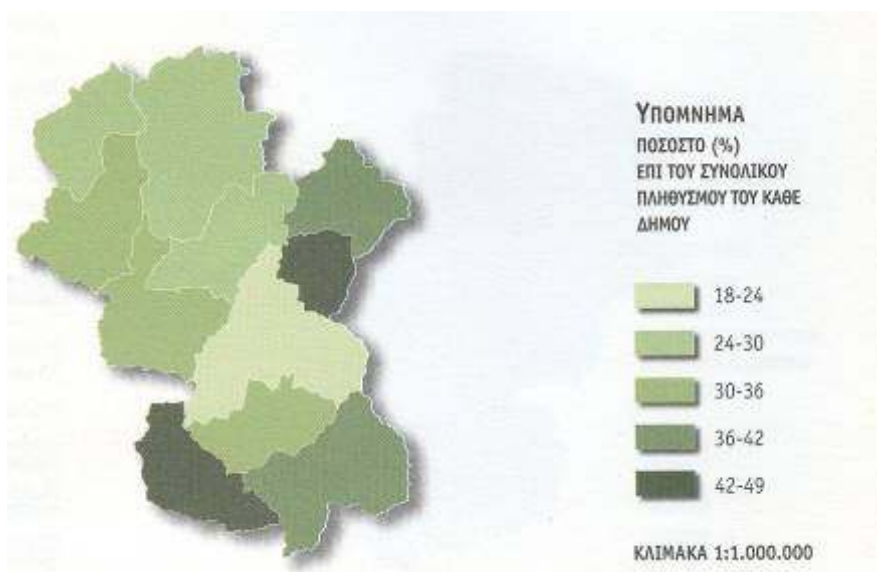 ΥΠΟΜΝΗΜΑ
ΠΟΣΟΣΤΟ (%)
ΕΠΙ ΤΟΥ ΣΥΝΟΛΙΚΟΥ
ΠΛΗΘΥΣΜΟΥ ΤΟΥ ΚΑΘΕ
ΔΗΜΟΥ
18-24
24-30
30-36
36-42
42-49
ΚΛΙΜΑΚΑ 1:1.000.000